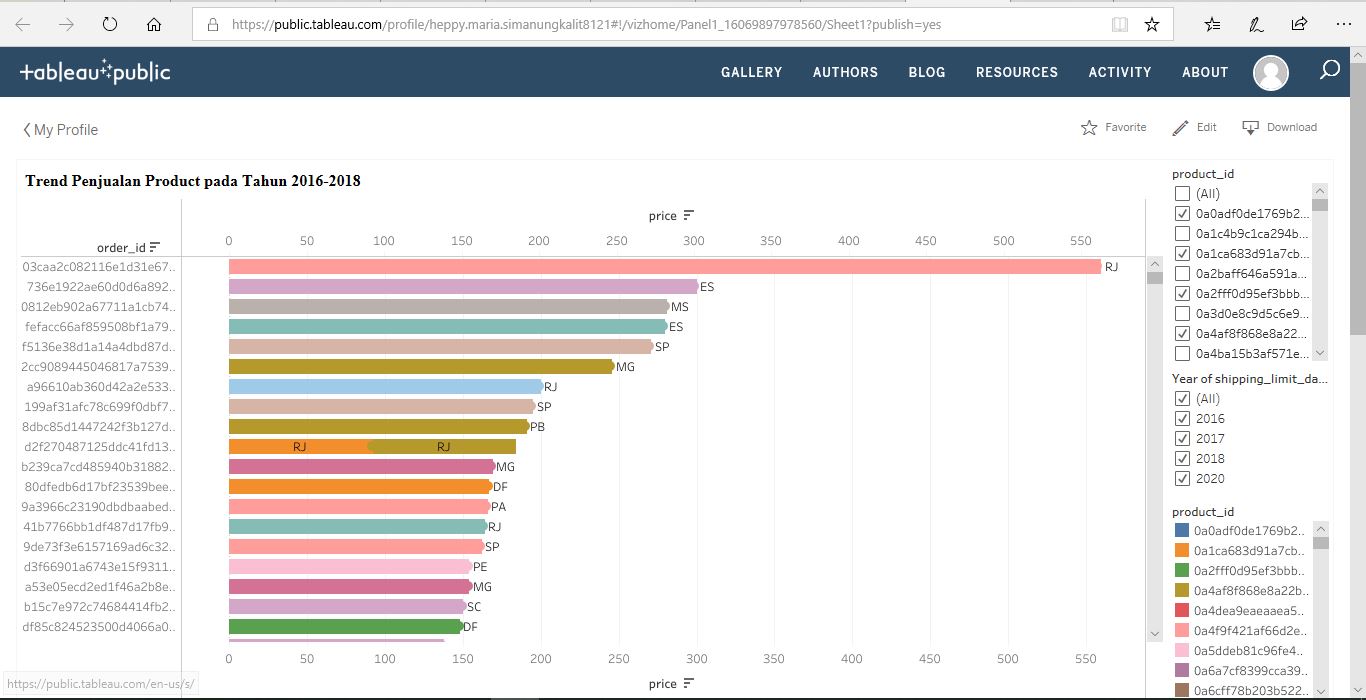 https://public.tableau.com/profile/heppy.maria.simanungkalit8121#!/vizhome/Panel1_16069897978560/Sheet1?publish=yes
tableau public GALLERY AUTHORS BLOG RESOURCES ACTIVITY ABOUT
My Profile Favorite Edit Download
Trend Penjualan Product pada Tahun 2016-2018
price
order_id 0 50 100 150 200 250 300 350 400 450 500 550
03caa2c082116e1d31e67.. RJ
736e1922ae60d0d6a892.. ES
0812eb902a67711a1cb74.. MS
fefacc66af859508bf1a79.. ES
f5136e38d1a14a4dbd87d.. SP
2cc9089445046817a7539.. MG
a96610ab360d42a2e533.. RJ
199af31afc78c699f0dbf7.. SP
8dbc85d1447242f3b127d.. PB
d2f270487125ddc41fd13.. RJ RJ
b239ca7cd485940b31882.. MG
80dfedb6d17bf23539bee.. DF
9a3966c23190dbdbaabed.. PA
41b7766bb1df487d17fb9.. RJ
9de73f3e6157169ad6c32.. SP
d3f66901a6743e15f9311.. PE
a53e05ecd2ed1f46a2b8e.. MG
b15c7e972c74684414fb2.. SC
df85c824523500d4066a0.. DF
0 50 100 150 200 250 300 350 400 450 500 550
price
product_id
(All)
0a0adf0de1769b2...
0a1c4b9c1ca294b...
0a1ca683d91a7cb...
0a2baff646a591a...
0a2fff0d95ef3bbb...
0a3d0e8c9d5c6e9...
0a4af8f868e8a22...
0a4ba15b3af571e...
Year of shipping_limit_da...
(All)
2016
2017
2018
2020
product_id
0a0adf0de1769b2..
0a1ca683d91a7cb..
0a2fff0d95ef3bbb..
0a4af8f868e8a22b..
0a4dea9eaeaaea5..
0a4f9f421af66d2e..
0a5ddeb81c96fe4..
0a6a7cf8399cca39..
0a6cff78b203b522..
https://public.tableau.com/en-us/s/